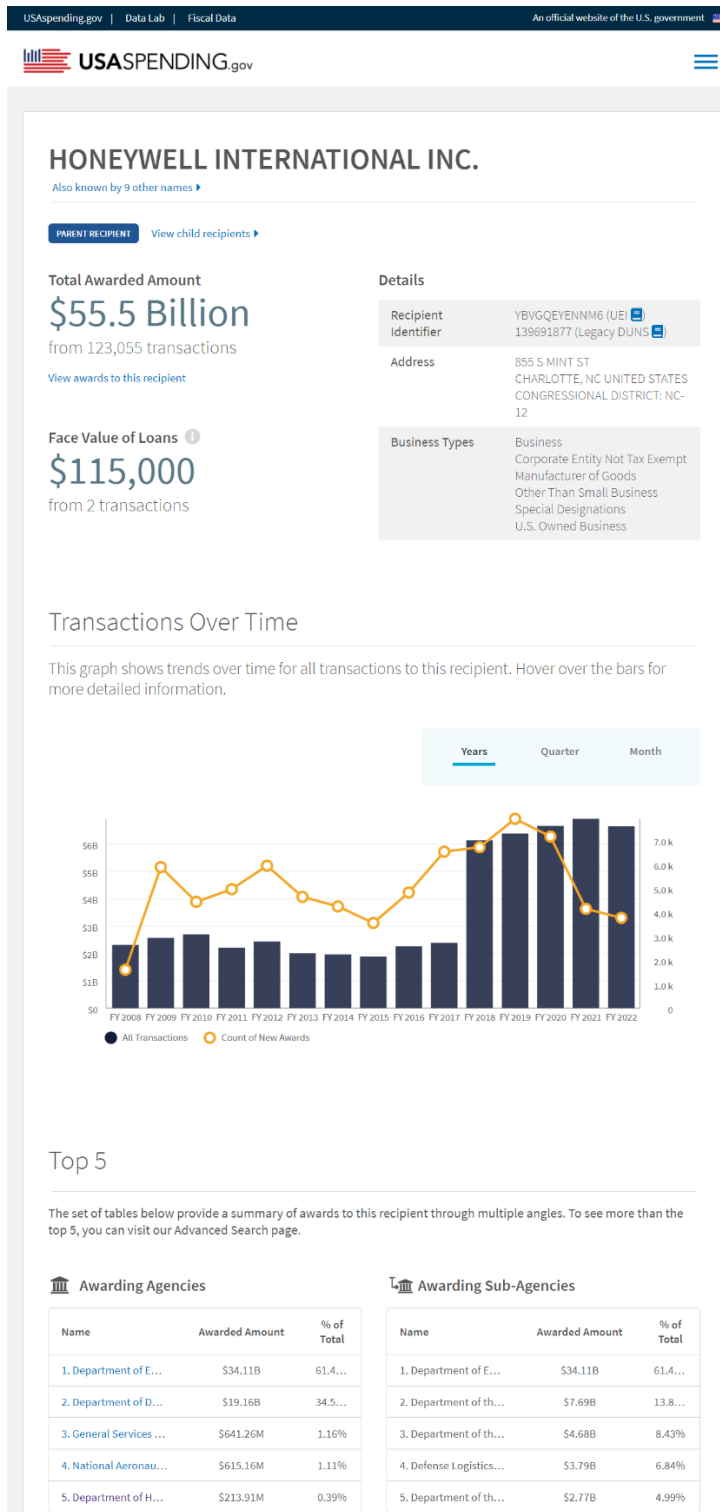 USAspending.gov | Data Lab | Fiscal Data
An official website of the U.S. government
USASPENDING.gov
HONEYWELL INTERNATIONAL INC.
Also known by 9 other names
PARENT RECIPIENT View child recipients
Total Awarded Amount
$55.5 Billion
from 123,055 transactions
View awards to this recipient
Face Value of Loans
$115,000
from 2 transactions
Details
Recipient Identifier
YBVGQEYENNM6 (UEI)
139691877 (Legacy DUNS)
Address
855 S MINT ST
CHARLOTTE, NC UNITED STATES
CONGRESSIONAL DISTRICT: NC-
12
Business Types
Business
Corporate Entity Not Tax Exempt
Manufacturer of Goods
Other Than Small Business
Special Designations
U.S. Owned Business
Transactions Over Time
This graph shows trends over time for all transactions to this recipient. Hover over the bars for
more detailed information.
Years Quarter Month
$6B
$5B
$4B
$3B
$2B
$1B
$0
7.0 k
6.0 k
5.0 k
4.0 k
3.0 k
2.0 k
1.0 k
0
FY 2008 FY 2009 FY 2010 FY 2011 FY 2012 FY 2013 FY 2014 FY 2015 FY 2016 FY 2017 FY 2018 FY 2019 FY 2020 FY 2021 FY 2022
All Transactions Count of New Awards
Top 5
The set of tables below provide a summary of awards to this recipient through multiple angles. To see more than the
top 5, you can visit our Advanced Search page.
Awarding Agencies
Name Awarded Amount % of Total
1. Department of E... $34.11B 61.4...
2. Department of D... $19.16B 34.5...
3. General Services ... $641.26M 1.16%
4. National Aeronau... $615.16M 1.11%
5. Department of H... $213.91M 0.39%
Awarding Sub-Agencies
Name Awarded Amount % of Total
1. Department of E... $34.11B 61.4...
2. Department of th... $7.69B 13.8...
3. Department of th... $4.68B 8.43%
4. Defense Logistics... $3.79B 6.84%
5. Department of th... $2.77B 4.99%